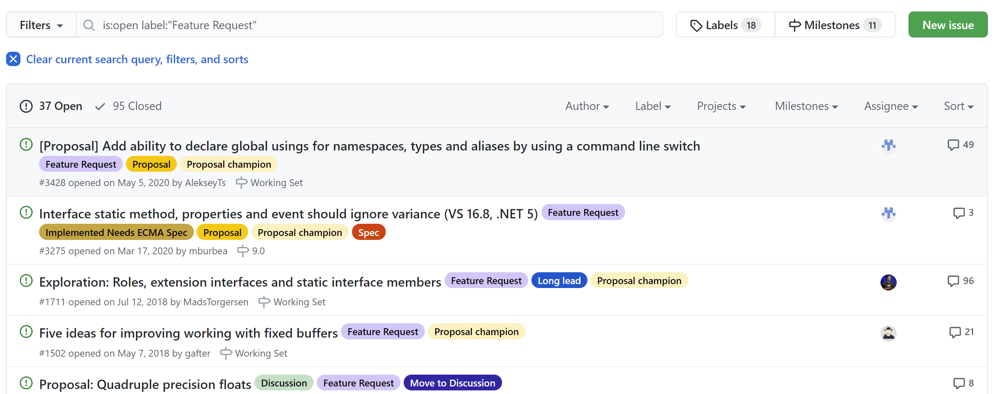 Filters is:open label:"Feature Request" Labels 18 Milestones 11 New issue
Clear current search query, filters, and sorts
37 Open 95 Closed Author Label Projects Milestones Assignee Sort
[Proposal] Add ability to declare global usings for namespaces, types and aliases by using a command line switch 49
Feature Request Proposal Proposal champion
#3428 opened on May 5, 2020 by AlekseyTs Working Set
Interface static method, properties and event should ignore variance (VS 16.8, .NET 5) Feature Request 3
Implemented Needs ECMA Spec Proposal Proposal champion Spec
#3275 opened on Mar 17, 2020 by mburbea 9.0
Exploration: Roles, extension interfaces and static interface members Feature Request Long lead Proposal champion 96
#1711 opened on Jul 12, 2018 by MadsTorgersen Working Set
Five ideas for improving working with fixed buffers Feature Request Proposal champion 21
#1502 opened on May 7, 2018 by gafter Working Set
Proposal: Quadruple precision floats Discussion Feature Request Move to Discussion 8